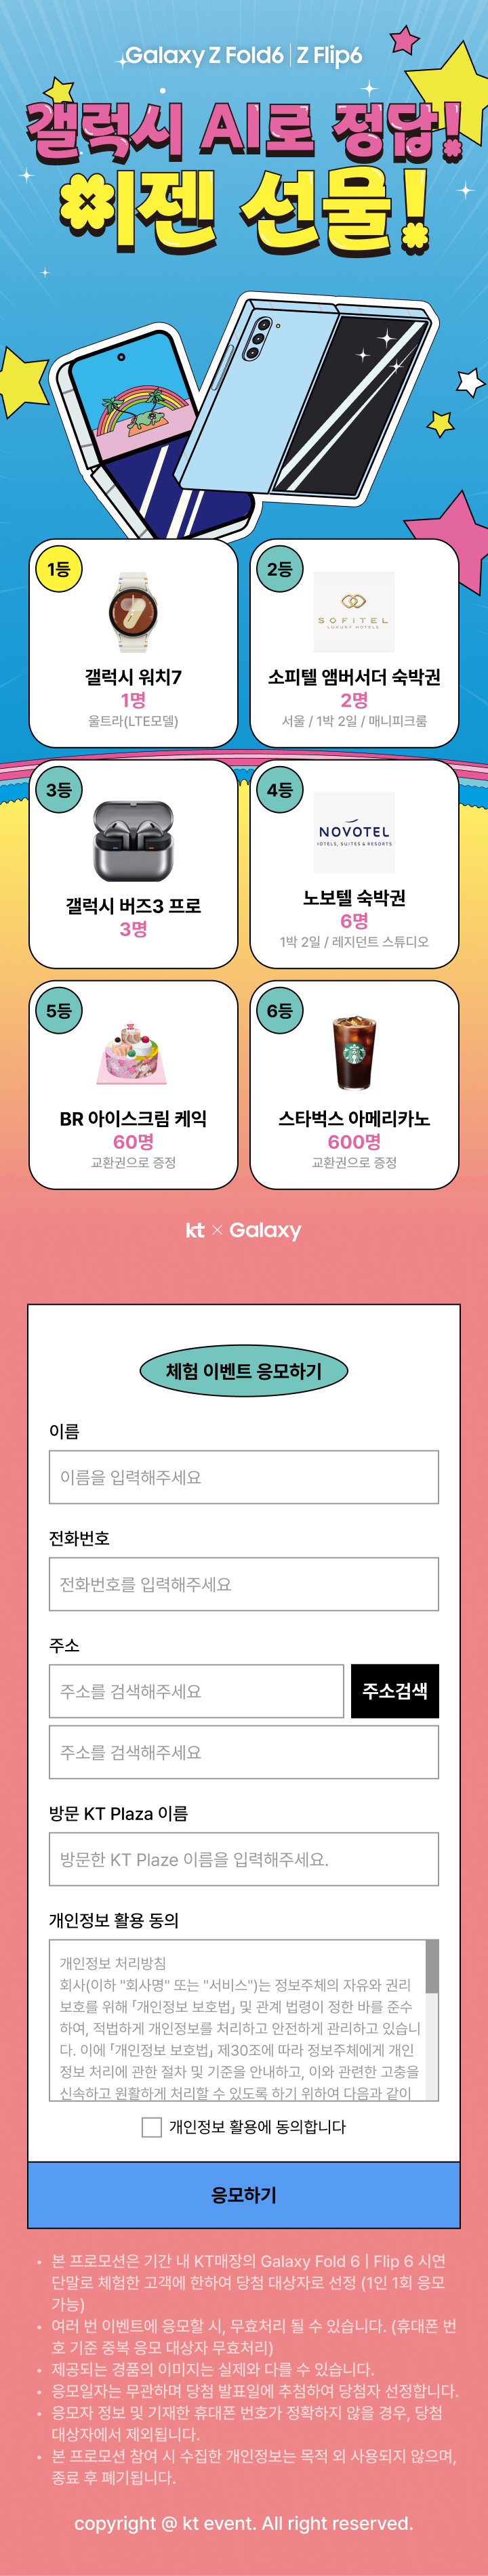 Galaxy Z Fold6 | Z Flip6
갤럭시 AI로 정답!
이젠 선물!
1등
갤럭시 워치7
1명
울트라(LTE모델)
2등
SOFITEL
LUXURY HOTELS
소피텔 앰버서더 숙박권
2명
서울 / 1박 2일 / 매니피크룸
3등
갤럭시 버즈3 프로
3명
4등
NOVOTEL
HOTELS, SUITES & RESORTS
노보텔 숙박권
6명
1박 2일 / 레지던트 스튜디오
5등
BR 아이스크림 케익
60명
교환권으로 증정
6등
스타벅스 아메리카노
600명
교환권으로 증정
kt × Galaxy
체험 이벤트 응모하기
이름
이름을 입력해주세요
전화번호
전화번호를 입력해주세요
주소
주소를 검색해주세요
주소검색
주소를 검색해주세요
방문 KT Plaza 이름
방문한 KT Plaze 이름을 입력해주세요.
개인정보 활용 동의
개인정보 처리방침
회사(이하 "회사명" 또는 "서비스")는 정보주체의 자유와 권리
보호를 위해 「개인정보 보호법」 및 관계 법령이 정한 바를 준수
하여, 적법하게 개인정보를 처리하고 안전하게 관리하고 있습니
다. 이에 「개인정보 보호법」 제30조에 따라 정보주체에게 개인
정보 처리에 관한 절차 및 기준을 안내하고, 이와 관련한 고충을
신속하고 원활하게 처리할 수 있도록 하기 위하여 다음과 같이
개인정보 활용에 동의합니다
응모하기
• 본 프로모션은 기간 내 KT매장의 Galaxy Fold 6 | Flip 6 시연
단말로 체험한 고객에 한하여 당첨 대상자로 선정 (1인 1회 응모
가능)
• 여러 번 이벤트에 응모할 시, 무효처리 될 수 있습니다. (휴대폰 번
호 기준 중복 응모 대상자 무효처리)
• 제공되는 경품의 이미지는 실제와 다를 수 있습니다.
• 응모일자는 무관하며 당첨 발표일에 추첨하여 당첨자 선정합니다.
• 응모자 정보 및 기재한 휴대폰 번호가 정확하지 않을 경우, 당첨
대상자에서 제외됩니다.
• 본 프로모션 참여 시 수집한 개인정보는 목적 외 사용되지 않으며,
종료 후 폐기됩니다.
copyright @ kt event. All right reserved.